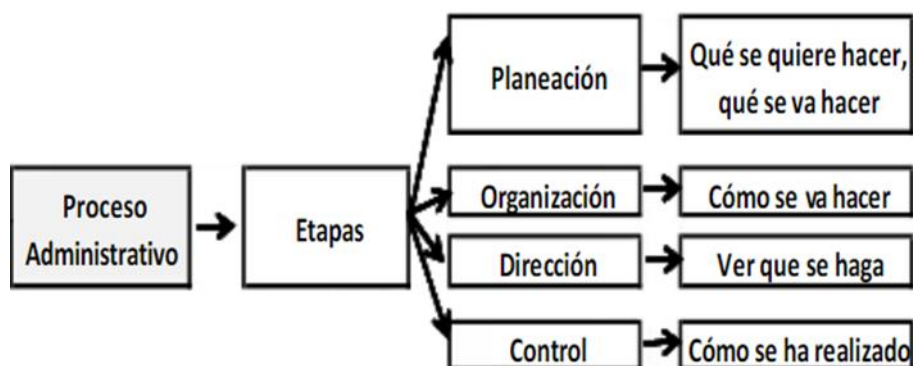 Proceso
Administrativo
Etapas
Planeación
Qué se quiere hacer,
qué se va hacer
Organización
Cómo se va hacer
Dirección
Ver que se haga
Control
Cómo se ha realizado